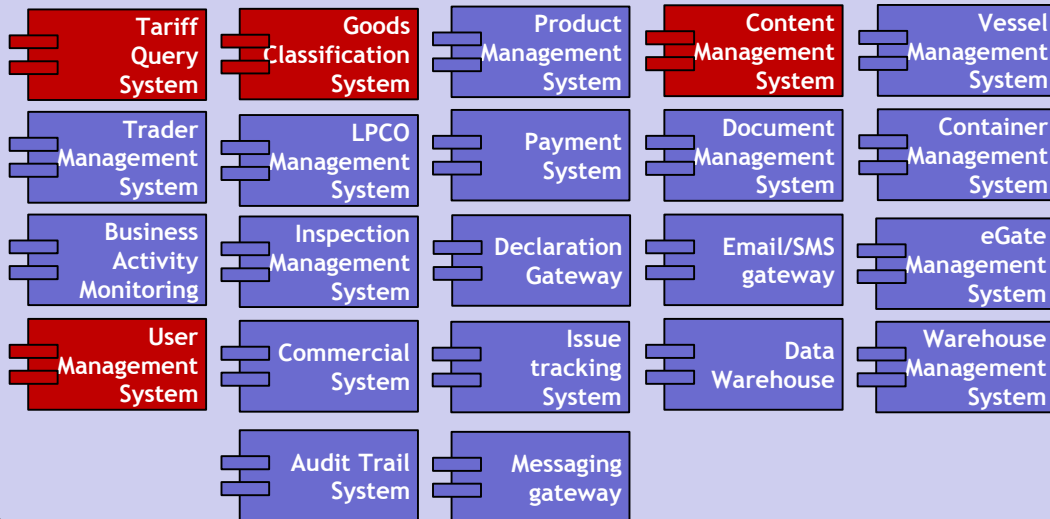 Tariff
Query
System
Goods
Classification
System
Product
Management
System
Content
Management
System
Vessel
Management
System
Trader
Management
System
LPCO
Management
System
Payment
System
Document
Management
System
Container
Management
System
Business
Activity
Monitoring
Inspection
Management
System
Declaration
Gateway
Email/SMS
gateway
eGate
Management
System
User
Management
System
Commercial
System
Issue
tracking
System
Data
Warehouse
Warehouse
Management
System
Audit Trail
System
Messaging
gateway